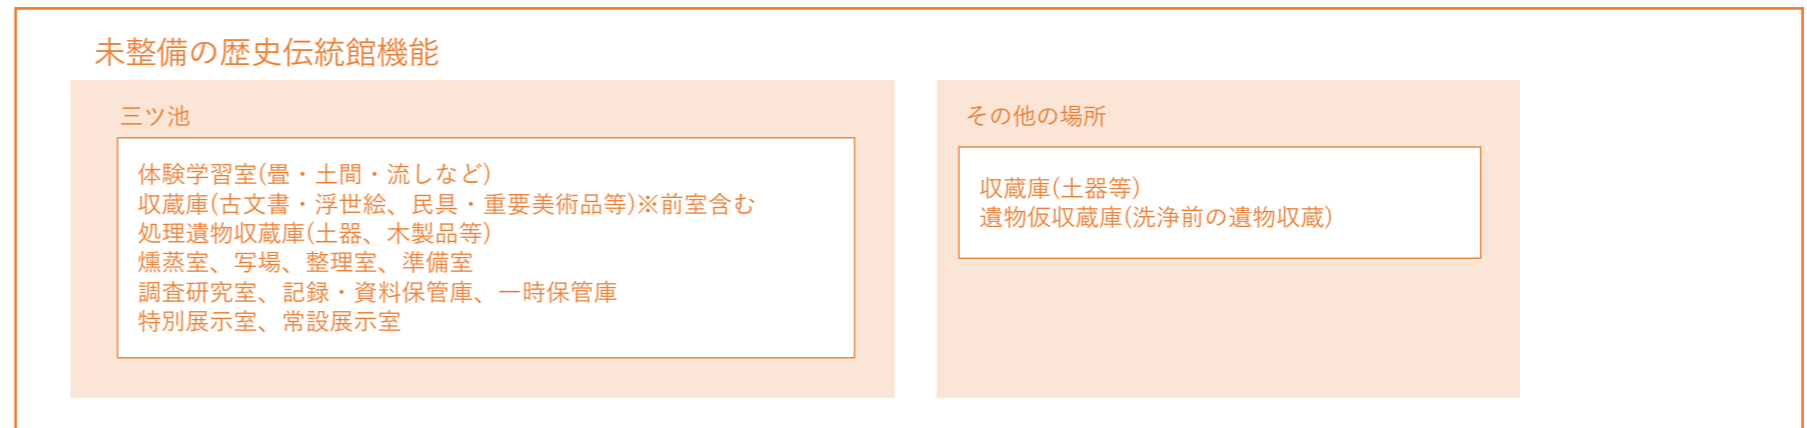 未整備の歴史伝統館機能
三ツ池
体験学習室(畳・土間・流しなど)
収蔵庫(古文書・浮世絵、民具・重要美術品等)※前室含む
処理遺物収蔵庫(土器、木製品等)
燻蒸室、写場、整理室、準備室
調査研究室、記録・資料保管庫、一時保管庫
特別展示室、常設展示室
その他の場所
収蔵庫(土器等)
遺物仮収蔵庫(洗浄前の遺物収蔵)